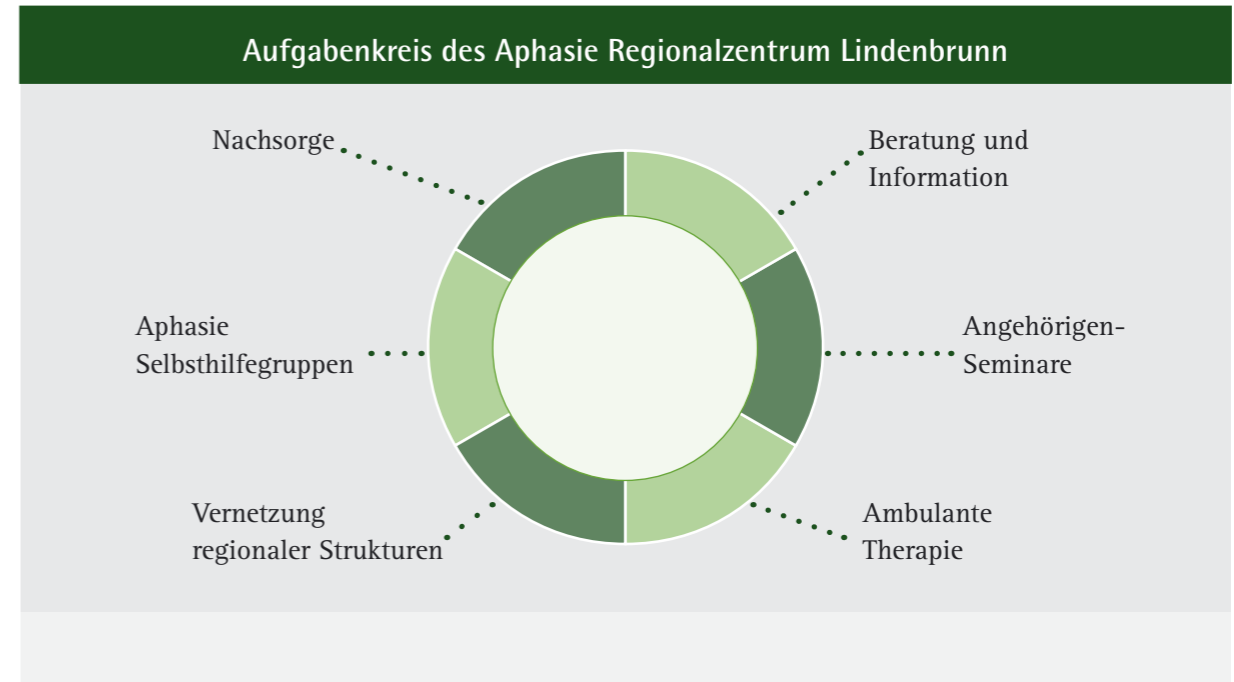 Aufgabenkreis des Aphasie Regionalzentrum Lindenbrunn
Nachsorge
Beratung und
Information
Aphasie
Selbsthilfegruppen
Angehörigen-
Seminare
Vernetzung
regionaler Strukturen
Ambulante
Therapie